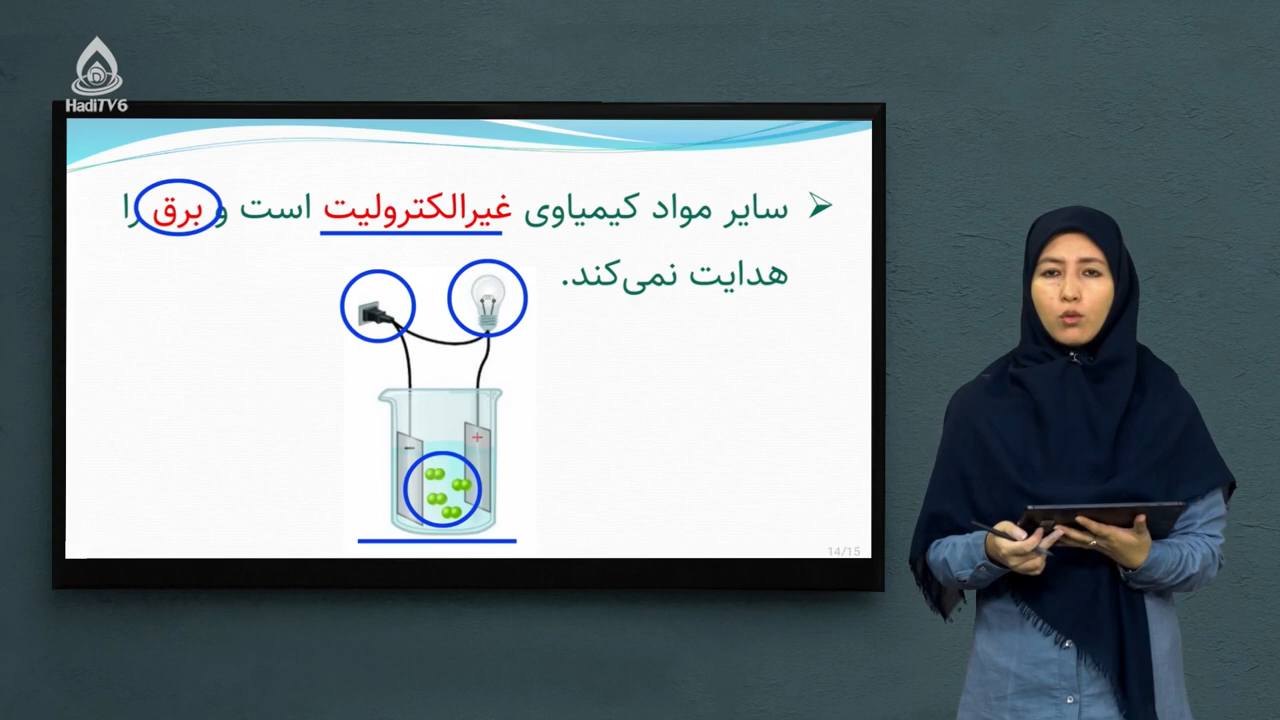 HadiTV6
سایر مواد کیمیاوی غیرالکترولیت است و برق را
هدایت نمی‌کند.
− +
14/15